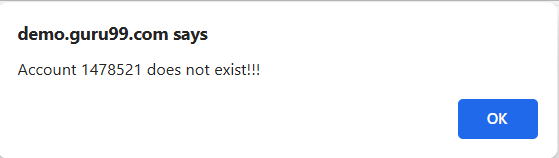 demo.guru99.com says
Account 1478521 does not exist!!!
OK